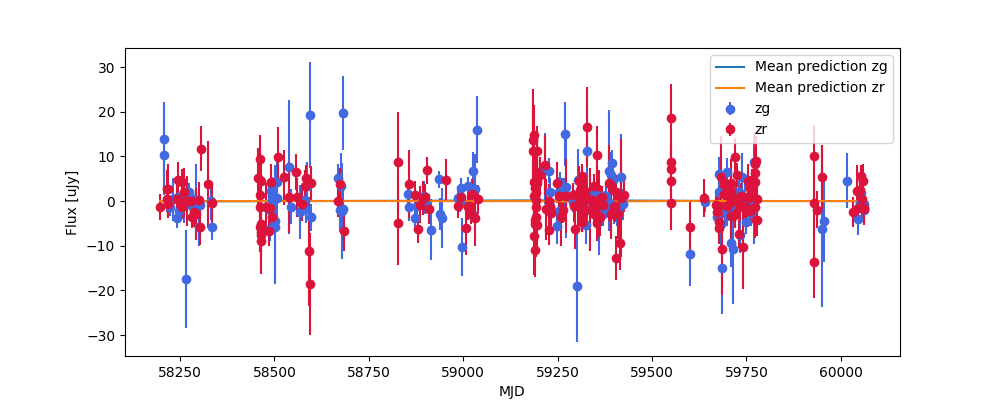 30
20
10
0
−10
−20
−30
Flux [uJy]
58250
58500
58750
59000
59250
59500
59750
60000
MJD
Mean prediction zg
Mean prediction zr
zg
zr